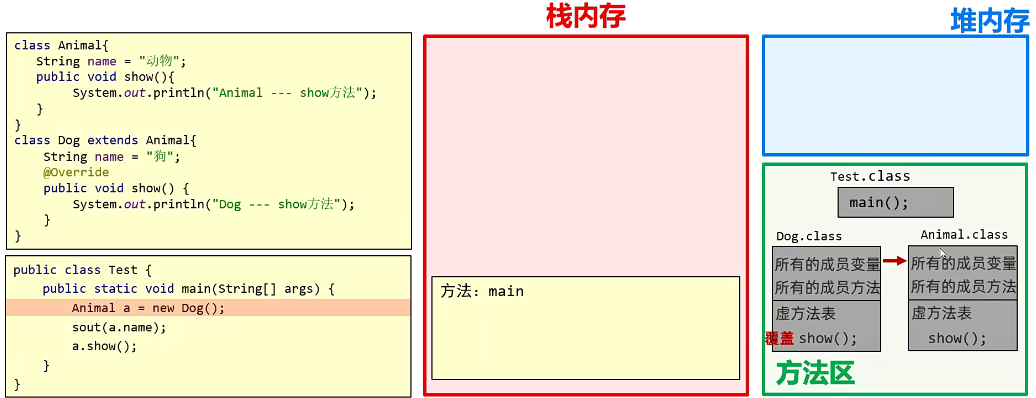 栈内存
堆内存
class Animal{
String name = "动物";
public void show(){
System.out.println("Animal --- show方法");
}
}
class Dog extends Animal{
String name = "狗";
@Override
public void show() {
System.out.println("Dog --- show方法");
}
}
public class Test {
public static void main(String[] args) {
Animal a = new Dog();
sout(a.name);
a.show();
}
}
方法: main
Test.class
main();
Dog.class
所有的成员变量
所有的成员方法
虚方法表
覆盖 show();
Animal.class
所有的成员变量
所有的成员方法
虚方法表
show();
方法区